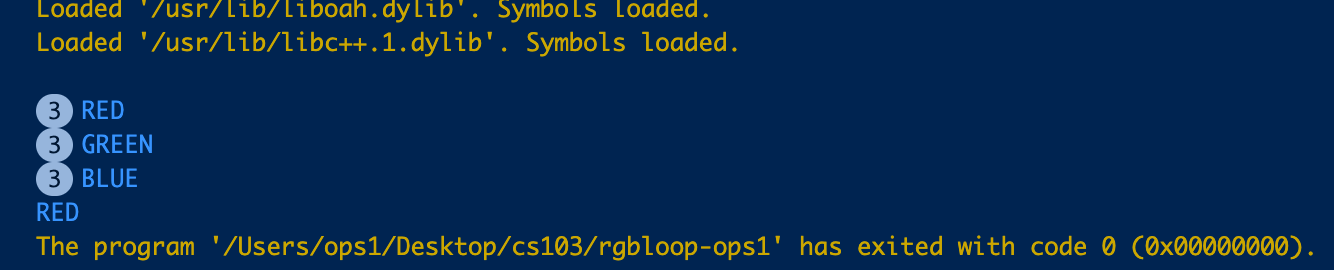 Loaded '/usr/lib/liboah.dylib'. Symbols loaded.
Loaded '/usr/lib/libc++.1.dylib'. Symbols loaded.
3 RED
3 GREEN
3 BLUE
RED
The program '/Users/ops1/Desktop/cs103/rgbloop-ops1' has exited with code 0 (0x00000000).